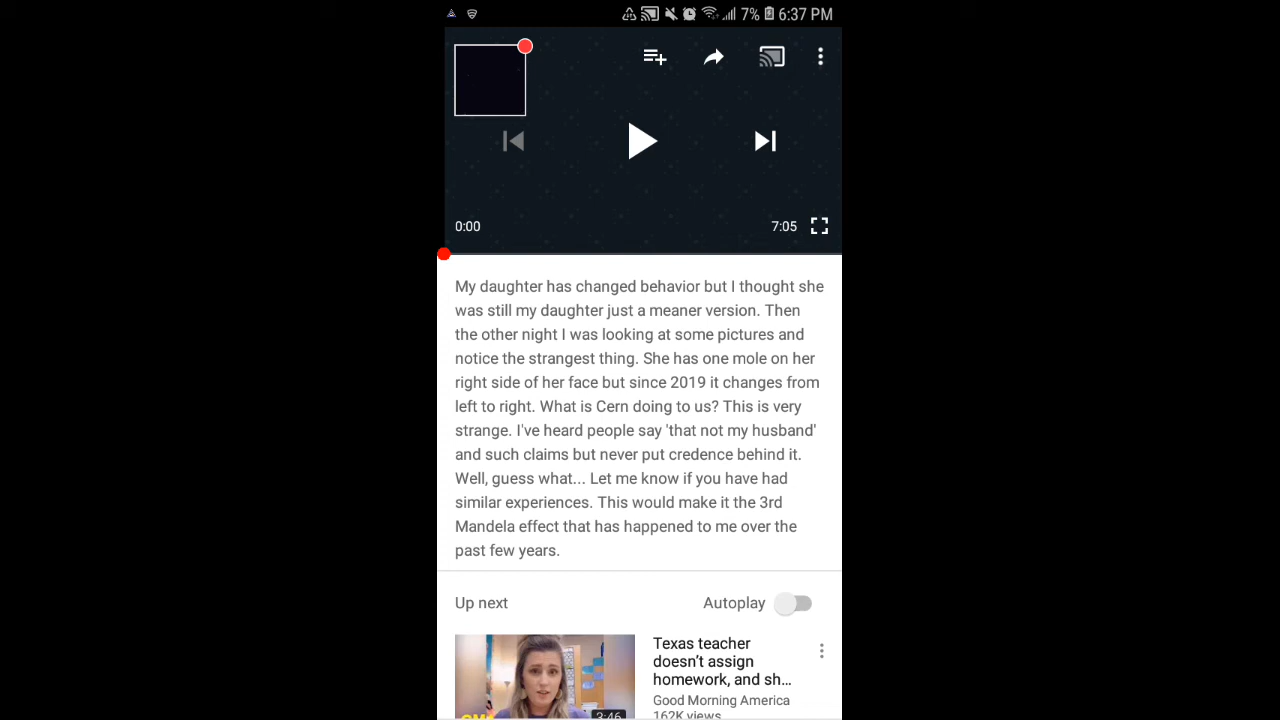 7% 6:37 PM
0:00 7:05
My daughter has changed behavior but I thought she
was still my daughter just a meaner version. Then
the other night I was looking at some pictures and
notice the strangest thing. She has one mole on her
right side of her face but since 2019 it changes from
left to right. What is Cern doing to us? This is very
strange. I've heard people say 'that not my husband'
and such claims but never put credence behind it.
Well, guess what... Let me know if you have had
similar experiences. This would make it the 3rd
Mandela effect that has happened to me over the
past few years.
Up next Autoplay
Texas teacher
doesn't assign
homework, and sh...
Good Morning America
162K views
GMA
3:46